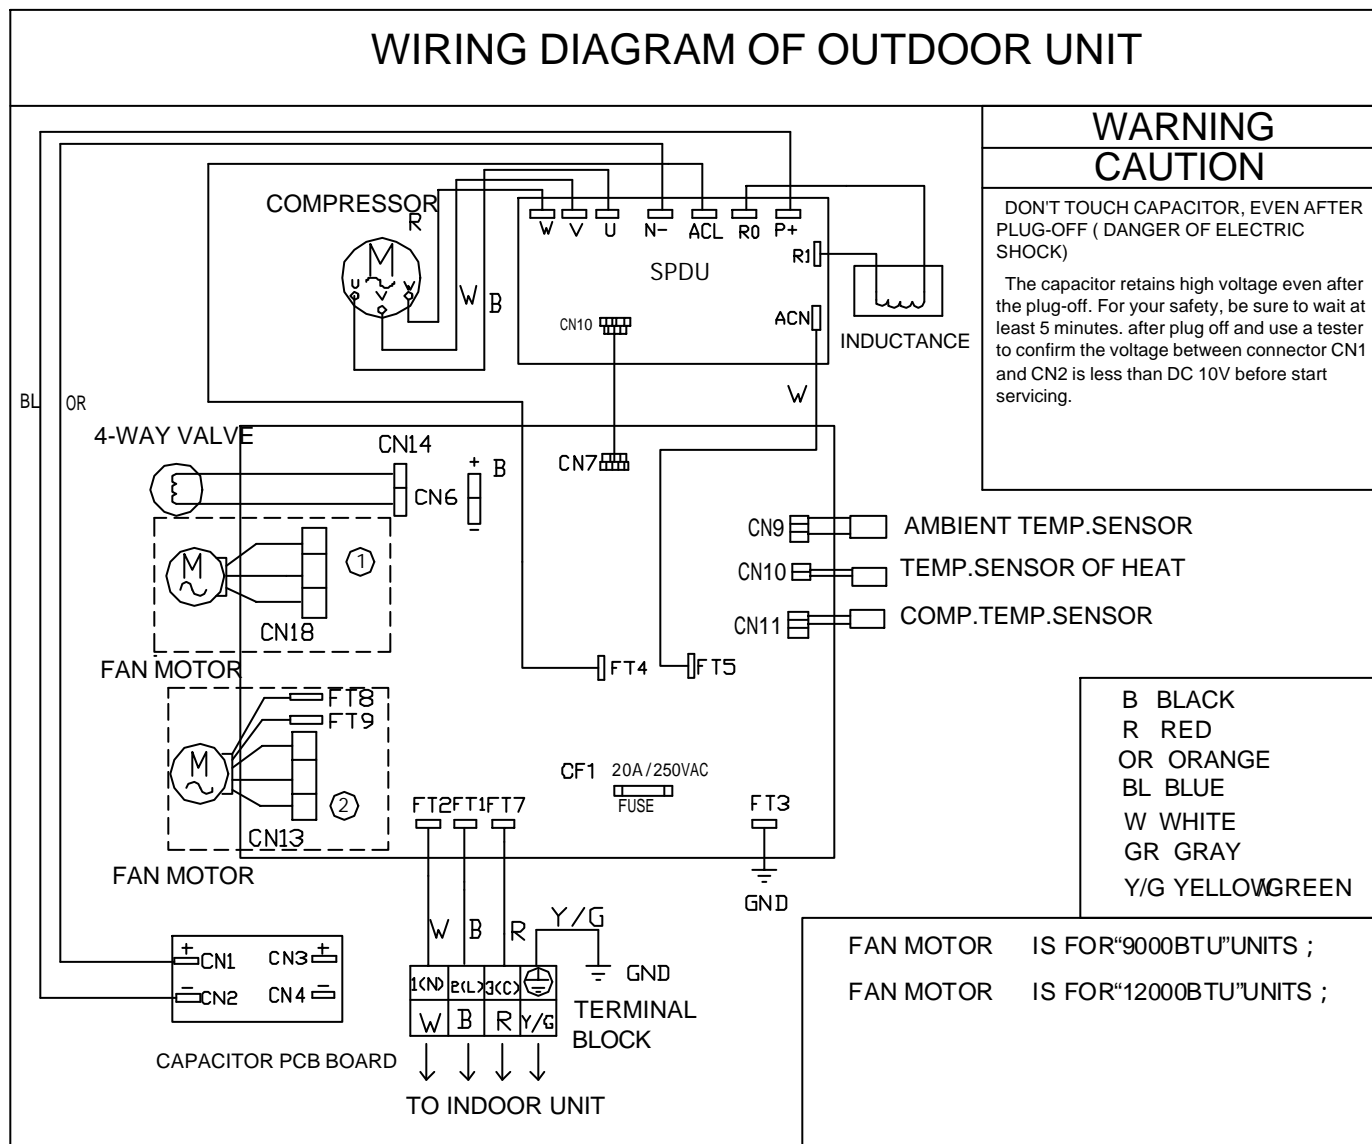 WIRING DIAGRAM OF OUTDOOR UNIT
WARNING
CAUTION
DON'T TOUCH CAPACITOR, EVEN AFTER
PLUG-OFF ( DANGER OF ELECTRIC
SHOCK)
The capacitor retains high voltage even after
the plug-off. For your safety, be sure to wait at
least 5 minutes. after plug off and use a tester
to confirm the voltage between connector CN1
and CN2 is less than DC 10V before start
servicing.
COMPRESSOR
R
M
U V W
W B
W V U N- ACL R0 P+
R1
SPDU
CN10
ACN
INDUCTANCE
W
BL OR
4-WAY VALVE
CN14
CN6
+ B
-
CN7
M
1
CN18
FAN MOTOR
CN9 AMBIENT TEMP.SENSOR
CN10 TEMP.SENSOR OF HEAT
CN11 COMP.TEMP.SENSOR
FT4 FT5
FT8
FT9
M
2
CN13
FAN MOTOR
CF1 20A/250VAC
FUSE
FT2 FT1 FT7
FT3
GND
W B R Y/G
GND
+ CN1 CN3 +
- CN2 CN4 -
CAPACITOR PCB BOARD
1(N) 2(L) 3(C)
W B R Y/G
TERMINAL
BLOCK
TO INDOOR UNIT
B BLACK
R RED
OR ORANGE
BL BLUE
W WHITE
GR GRAY
Y/G YELLOW/GREEN
FAN MOTOR IS FOR“9000BTU”UNITS ;
FAN MOTOR IS FOR“12000BTU”UNITS ;